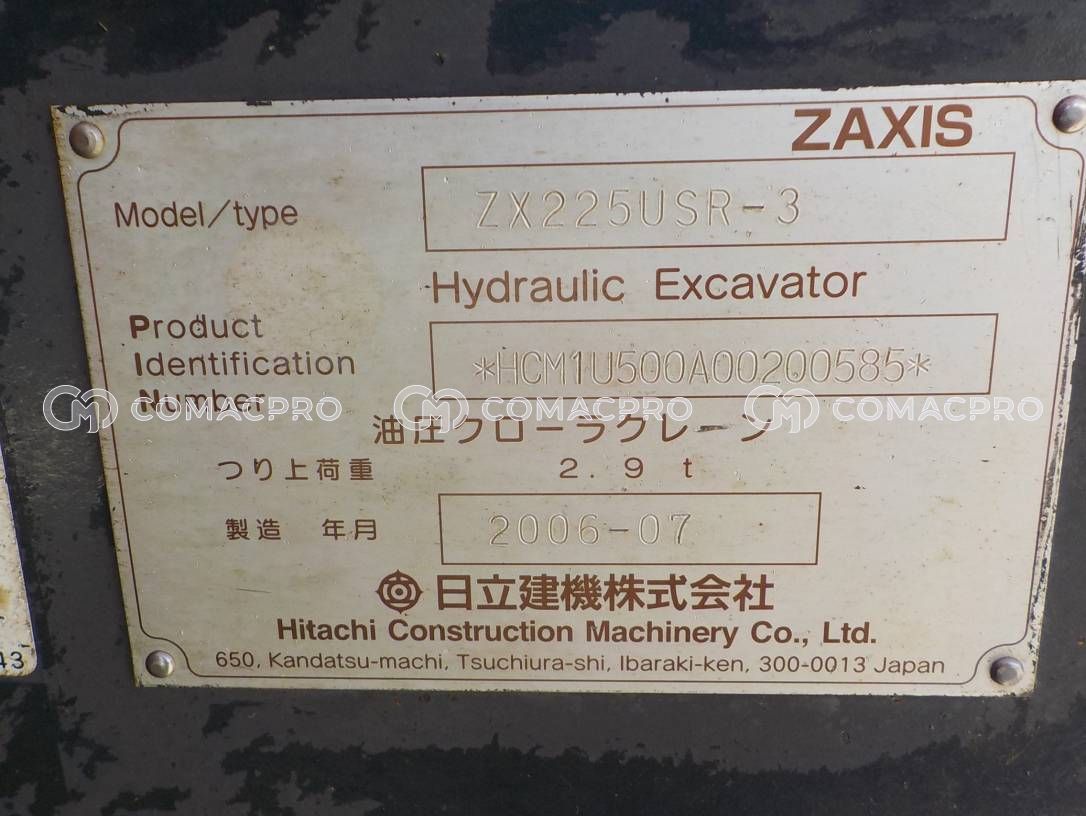 ZAXIS
Model/type ZX225USR-3
Hydraulic Excavator
Product
Identification *HCM1U500A00200585*
Number
COMACPRO COMACPRO COMACPRO
油圧クローラクレーン
つり上荷重 2.9 t
製造 年月 2006-07
日立建機株式会社
Hitachi Construction Machinery Co., Ltd.
650, Kandatsu-machi, Tsuchiura-shi, Ibaraki-ken, 300-0013 Japan
43